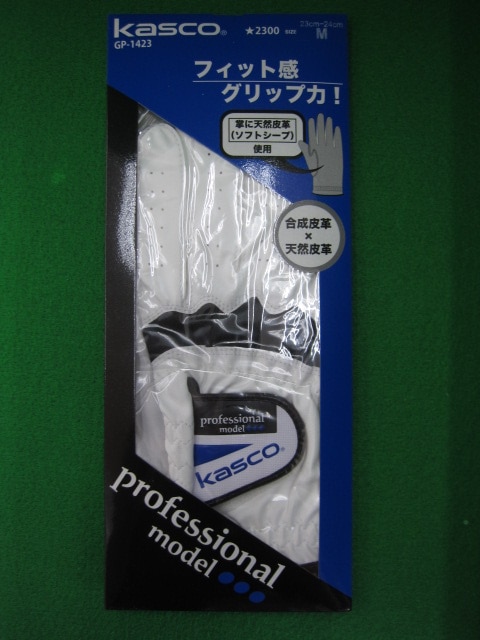 Kasco®
GP-1423
★2300 SIZE
23cm-24cm
M
フィット感
グリップ力！
掌に天然皮革
(ソフトシープ)
使用
合成皮革
×
天然皮革
professional
model
Kasco®
professional
model